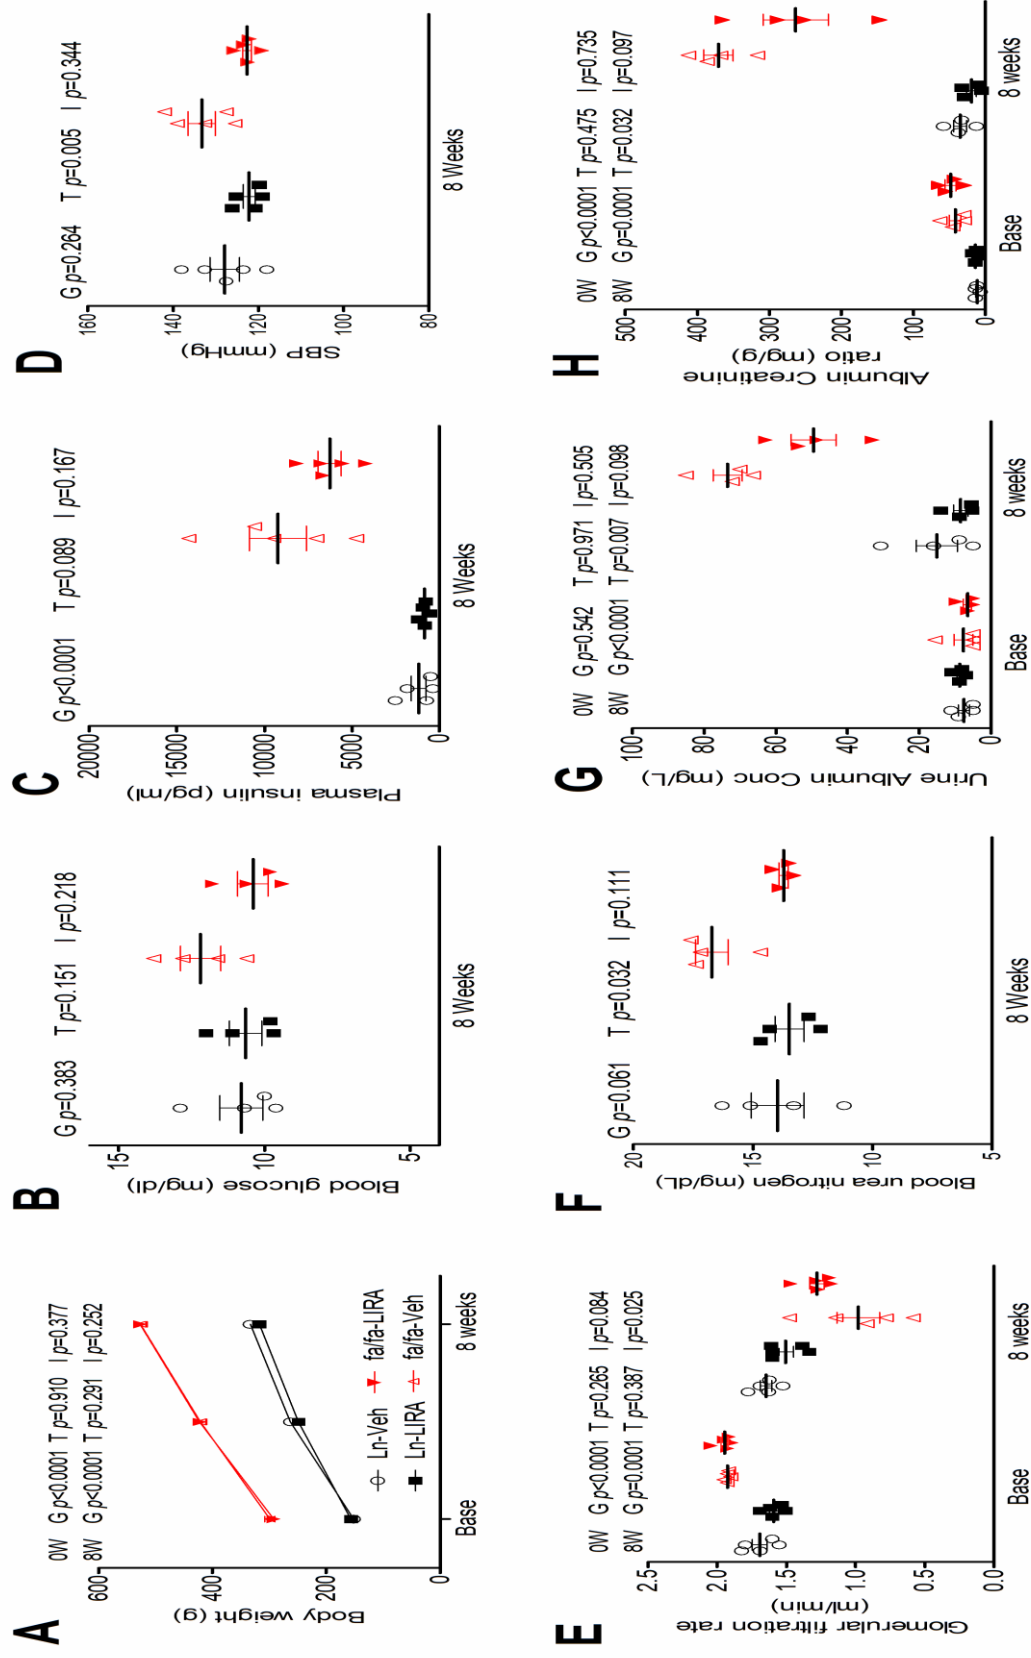 A
0W G p<0.0001 T p=0.910 I p=0.377
8W G p<0.0001 T p=0.291 I p=0.252
Body weight (g)
600
400
200
0
Base
8 weeks
Ln-Veh
fa/fa-LIRA
Ln-LIRA
fa/fa-Veh
B
G p=0.383 T p=0.151 I p=0.218
Blood glucose (mg/dl)
15
10
5
8 Weeks
C
G p<0.0001 T p=0.089 I p=0.167
Plasma insulin (pg/ml)
20000
15000
10000
5000
0
8 Weeks
D
G p=0.264 T p=0.005 I p=0.344
SBP (mmHg)
160
140
120
100
80
8 Weeks
E
0W G p<0.0001 T p=0.265 I p=0.084
8W G p=0.0001 T p=0.387 I p=0.025
Glomerular filtration rate
(ml/min)
2.5
2.0
1.5
1.0
0.5
0.0
Base
8 weeks
F
G p=0.061 T p=0.032 I p=0.111
Blood urea nitrogen (mg/dL)
20
15
10
5
8 Weeks
G
0W G p=0.542 T p=0.971 I p=0.505
8W G p<0.0001 T p=0.007 I p=0.098
Urine Albumin Conc (mg/L)
100
80
60
40
20
0
Base
8 weeks
H
0W G p<0.0001 T p=0.475 I p=0.735
8W G p=0.0001 T p=0.032 I p=0.097
Albumin Creatinine
ratio (mg/g)
500
400
300
200
100
0
Base
8 weeks